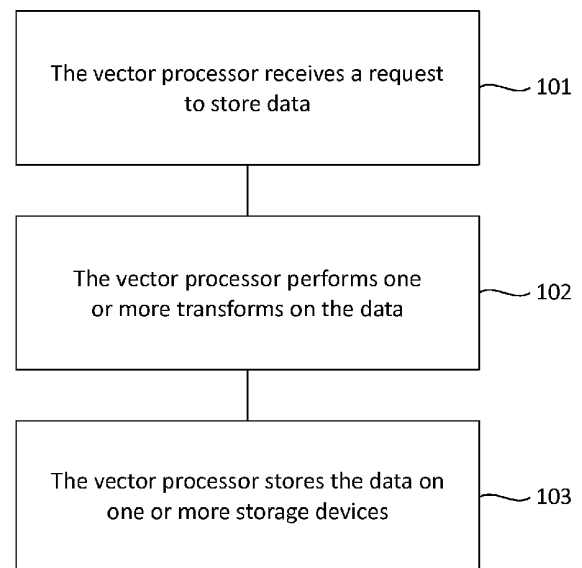 The vector processor receives a request
to store data
101
The vector processor performs one
or more transforms on the data
102
The vector processor stores the data on
one or more storage devices
103